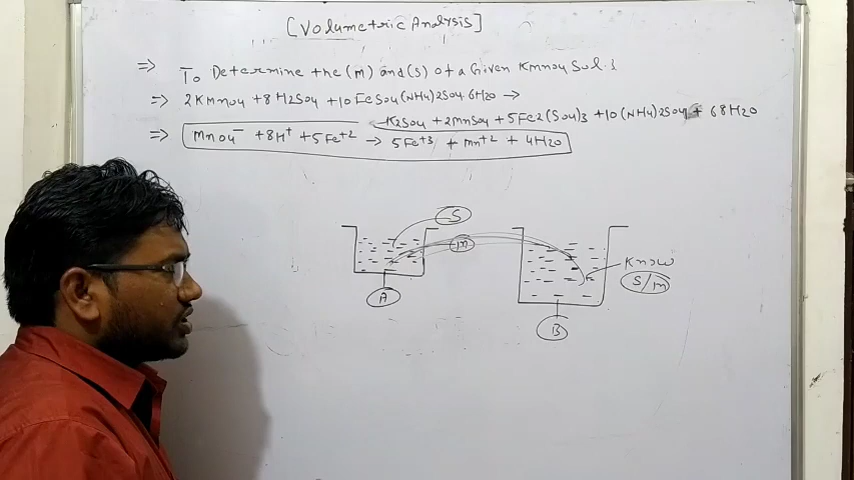 [Volumetric Analysis]
⇒ To Determine the (m) and (S) of a Given KMnO4 Sol.
⇒ 2KMnO4 + 8H2SO4 + 10FeSO4(NH4)2SO4 6H2O →
K2SO4 + 2MnSO4 + 5Fe2(SO4)3 + 10(NH4)2SO4 + 68H2O
⇒ MnO4- + 8H+ + 5Fe+2 → 5Fe+3 + Mn+2 + 4H2O
S
m
Know
S/m
A
B